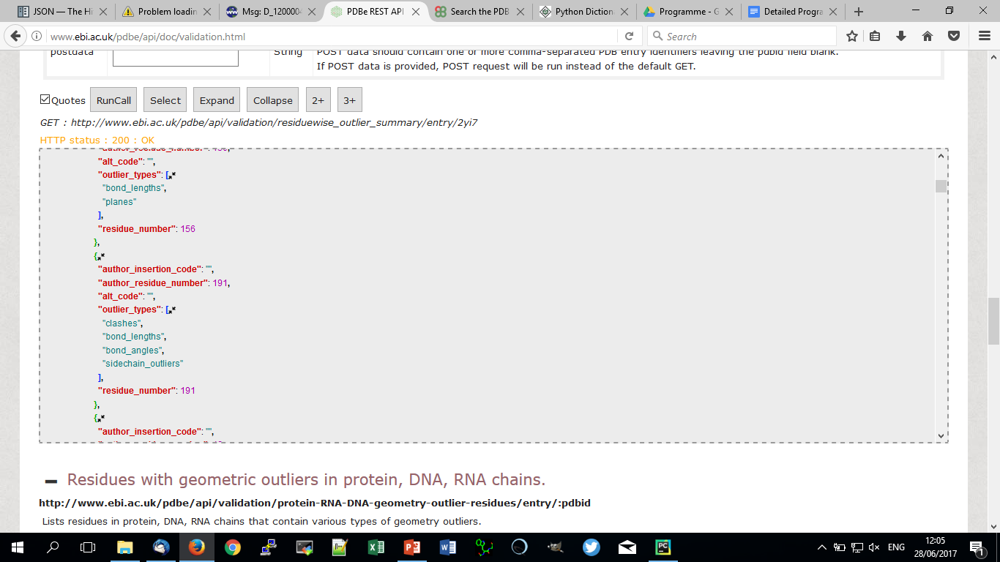 JSON — The Hi
Problem loadin
Msg: D_120000
PDBe REST API
Search the PDB
Python Diction
Programme - G
Detailed Progra
www.ebi.ac.uk/pdbe/api/doc/validation.html
Search
postdata
String
POST data should contain one or more comma-separated PDB entry identifiers leaving the pdbid field blank.
If POST data is provided, POST request will be run instead of the default GET.
Quotes RunCall Select Expand Collapse 2+ 3+
GET : http://www.ebi.ac.uk/pdbe/api/validation/residuewise_outlier_summary/entry/2yi7
HTTP status : 200 : OK
"alt_code": "",
"outlier_types": [
"bond_lengths",
"planes"
],
"residue_number": 156
},
{
"author_insertion_code": "",
"author_residue_number": 191,
"alt_code": "",
"outlier_types": [
"clashes",
"bond_lengths",
"bond_angles",
"sidechain_outliers"
],
"residue_number": 191
},
{
"author_insertion_code": "",
Residues with geometric outliers in protein, DNA, RNA chains.
http://www.ebi.ac.uk/pdbe/api/validation/protein-RNA-DNA-geometry-outlier-residues/entry/:pdbid
Lists residues in protein, DNA, RNA chains that contain various types of geometry outliers.
ENG
12:05
28/06/2017
1